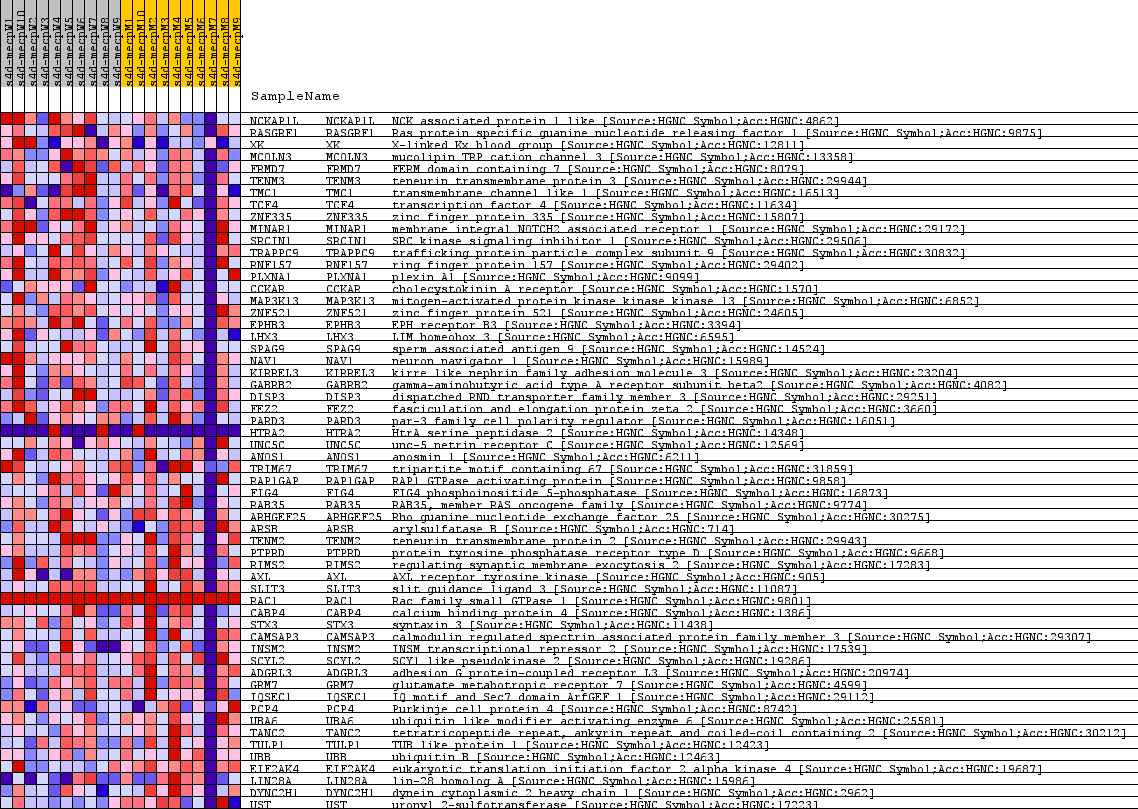 s4d-mecpW1
s4d-mecpW10
s4d-mecpW2
s4d-mecpW3
s4d-mecpW4
s4d-mecpW5
s4d-mecpW6
s4d-mecpW7
s4d-mecpW8
s4d-mecpW9
s4d-mecpM1
s4d-mecpM10
s4d-mecpM2
s4d-mecpM3
s4d-mecpM4
s4d-mecpM5
s4d-mecpM6
s4d-mecpM7
s4d-mecpM8
s4d-mecpM9
SampleName
NCKAP1L NCKAP1L NCK associated protein 1 like [Source:HGNC Symbol;Acc:HGNC:4862]
RASGRF1 RASGRF1 Ras protein specific guanine nucleotide releasing factor 1 [Source:HGNC Symbol;Acc:HGNC:9875]
XK XK X-linked Kx blood group [Source:HGNC Symbol;Acc:HGNC:12811]
MCOLN3 MCOLN3 mucolipin TRP cation channel 3 [Source:HGNC Symbol;Acc:HGNC:13358]
FRMD7 FRMD7 FERM domain containing 7 [Source:HGNC Symbol;Acc:HGNC:8079]
TENM3 TENM3 teneurin transmembrane protein 3 [Source:HGNC Symbol;Acc:HGNC:29944]
TMC1 TMC1 transmembrane channel like 1 [Source:HGNC Symbol;Acc:HGNC:16513]
TCF4 TCF4 transcription factor 4 [Source:HGNC Symbol;Acc:HGNC:11634]
ZNF335 ZNF335 zinc finger protein 335 [Source:HGNC Symbol;Acc:HGNC:15807]
MINAR1 MINAR1 membrane integral NOTCH2 associated receptor 1 [Source:HGNC Symbol;Acc:HGNC:29172]
SRCIN1 SRCIN1 SRC kinase signaling inhibitor 1 [Source:HGNC Symbol;Acc:HGNC:29506]
TRAPPC9 TRAPPC9 trafficking protein particle complex subunit 9 [Source:HGNC Symbol;Acc:HGNC:30832]
RNF157 RNF157 ring finger protein 157 [Source:HGNC Symbol;Acc:HGNC:29402]
PLXNA1 PLXNA1 plexin A1 [Source:HGNC Symbol;Acc:HGNC:9099]
CCKAR CCKAR cholecystokinin A receptor [Source:HGNC Symbol;Acc:HGNC:1570]
MAP3K13 MAP3K13 mitogen-activated protein kinase kinase kinase 13 [Source:HGNC Symbol;Acc:HGNC:6852]
ZNF521 ZNF521 zinc finger protein 521 [Source:HGNC Symbol;Acc:HGNC:24605]
EPHB3 EPHB3 EPH receptor B3 [Source:HGNC Symbol;Acc:HGNC:3394]
LHX3 LHX3 LIM homeobox 3 [Source:HGNC Symbol;Acc:HGNC:6595]
SPAG9 SPAG9 sperm associated antigen 9 [Source:HGNC Symbol;Acc:HGNC:14524]
NAV1 NAV1 neuron navigator 1 [Source:HGNC Symbol;Acc:HGNC:15989]
KIRREL3 KIRREL3 kirre like nephrin family adhesion molecule 3 [Source:HGNC Symbol;Acc:HGNC:23204]
GABRB2 GABRB2 gamma-aminobutyric acid type A receptor subunit beta2 [Source:HGNC Symbol;Acc:HGNC:4082]
DISP3 DISP3 dispatched RND transporter family member 3 [Source:HGNC Symbol;Acc:HGNC:29251]
FEZ2 FEZ2 fasciculation and elongation protein zeta 2 [Source:HGNC Symbol;Acc:HGNC:3660]
PARD3 PARD3 par-3 family cell polarity regulator [Source:HGNC Symbol;Acc:HGNC:16051]
HTRA2 HTRA2 HtrA serine peptidase 2 [Source:HGNC Symbol;Acc:HGNC:14348]
UNC5C UNC5C unc-5 netrin receptor C [Source:HGNC Symbol;Acc:HGNC:12569]
ANOS1 ANOS1 anosmin 1 [Source:HGNC Symbol;Acc:HGNC:6211]
TRIM67 TRIM67 tripartite motif containing 67 [Source:HGNC Symbol;Acc:HGNC:31859]
RAP1GAP RAP1GAP RAP1 GTPase activating protein [Source:HGNC Symbol;Acc:HGNC:9858]
FIG4 FIG4 FIG4 phosphoinositide 5-phosphatase [Source:HGNC Symbol;Acc:HGNC:16873]
RAB35 RAB35 RAB35, member RAS oncogene family [Source:HGNC Symbol;Acc:HGNC:9774]
ARHGEF25 ARHGEF25 Rho guanine nucleotide exchange factor 25 [Source:HGNC Symbol;Acc:HGNC:30275]
ARSB ARSB arylsulfatase B [Source:HGNC Symbol;Acc:HGNC:714]
TENM2 TENM2 teneurin transmembrane protein 2 [Source:HGNC Symbol;Acc:HGNC:29943]
PTPRD PTPRD protein tyrosine phosphatase receptor type D [Source:HGNC Symbol;Acc:HGNC:9668]
RIMS2 RIMS2 regulating synaptic membrane exocytosis 2 [Source:HGNC Symbol;Acc:HGNC:17283]
AXL AXL AXL receptor tyrosine kinase [Source:HGNC Symbol;Acc:HGNC:905]
SLIT3 SLIT3 slit guidance ligand 3 [Source:HGNC Symbol;Acc:HGNC:11087]
RAC1 RAC1 Rac family small GTPase 1 [Source:HGNC Symbol;Acc:HGNC:9801]
CABP4 CABP4 calcium binding protein 4 [Source:HGNC Symbol;Acc:HGNC:1386]
STX3 STX3 syntaxin 3 [Source:HGNC Symbol;Acc:HGNC:11438]
CAMSAP3 CAMSAP3 calmodulin regulated spectrin associated protein family member 3 [Source:HGNC Symbol;Acc:HGNC:29307]
INSM2 INSM2 INSM transcriptional repressor 2 [Source:HGNC Symbol;Acc:HGNC:17539]
SCYL2 SCYL2 SCY1 like pseudokinase 2 [Source:HGNC Symbol;Acc:HGNC:19286]
ADGRL3 ADGRL3 adhesion G protein-coupled receptor L3 [Source:HGNC Symbol;Acc:HGNC:20974]
GRM7 GRM7 glutamate metabotropic receptor 7 [Source:HGNC Symbol;Acc:HGNC:4599]
IQSEC1 IQSEC1 IQ motif and Sec7 domain ArfGEF 1 [Source:HGNC Symbol;Acc:HGNC:29112]
PCP4 PCP4 Purkinje cell protein 4 [Source:HGNC Symbol;Acc:HGNC:8742]
UBA6 UBA6 ubiquitin like modifier activating enzyme 6 [Source:HGNC Symbol;Acc:HGNC:25581]
TANC2 TANC2 tetratricopeptide repeat, ankyrin repeat and coiled-coil containing 2 [Source:HGNC Symbol;Acc:HGNC:30212]
TULP1 TULP1 TUB like protein 1 [Source:HGNC Symbol;Acc:HGNC:12423]
UBB UBB ubiquitin B [Source:HGNC Symbol;Acc:HGNC:12463]
EIF2AK4 EIF2AK4 eukaryotic translation initiation factor 2 alpha kinase 4 [Source:HGNC Symbol;Acc:HGNC:19687]
LIN28A LIN28A lin-28 homolog A [Source:HGNC Symbol;Acc:HGNC:15986]
DYNC2H1 DYNC2H1 dynein cytoplasmic 2 heavy chain 1 [Source:HGNC Symbol;Acc:HGNC:2962]
UST UST uronyl 2-sulfotransferase [Source:HGNC Symbol;Acc:HGNC:17223]